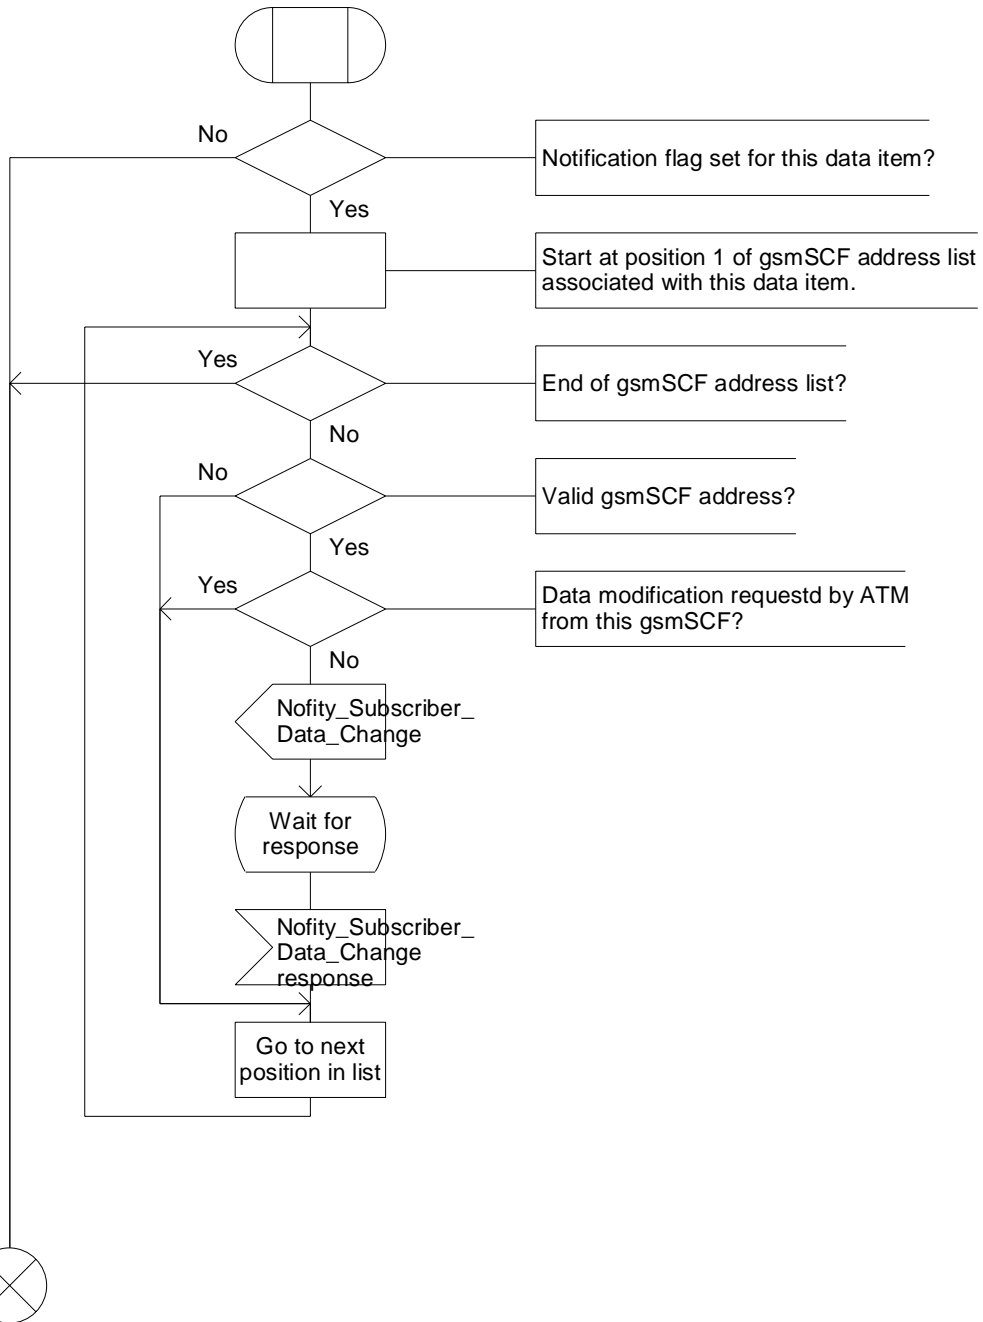 No
Notification flag set for this data item?
Yes
Start at position 1 of gsmSCF address list
associated with this data item.
Yes
End of gsmSCF address list?
No
No
Valid gsmSCF address?
Yes
Yes
Data modification requestd by ATM
from this gsmSCF?
No
Nofity_Subscriber_
Data_Change
Wait for
response
Nofity_Subscriber_
Data_Change
response
Go to next
position in list